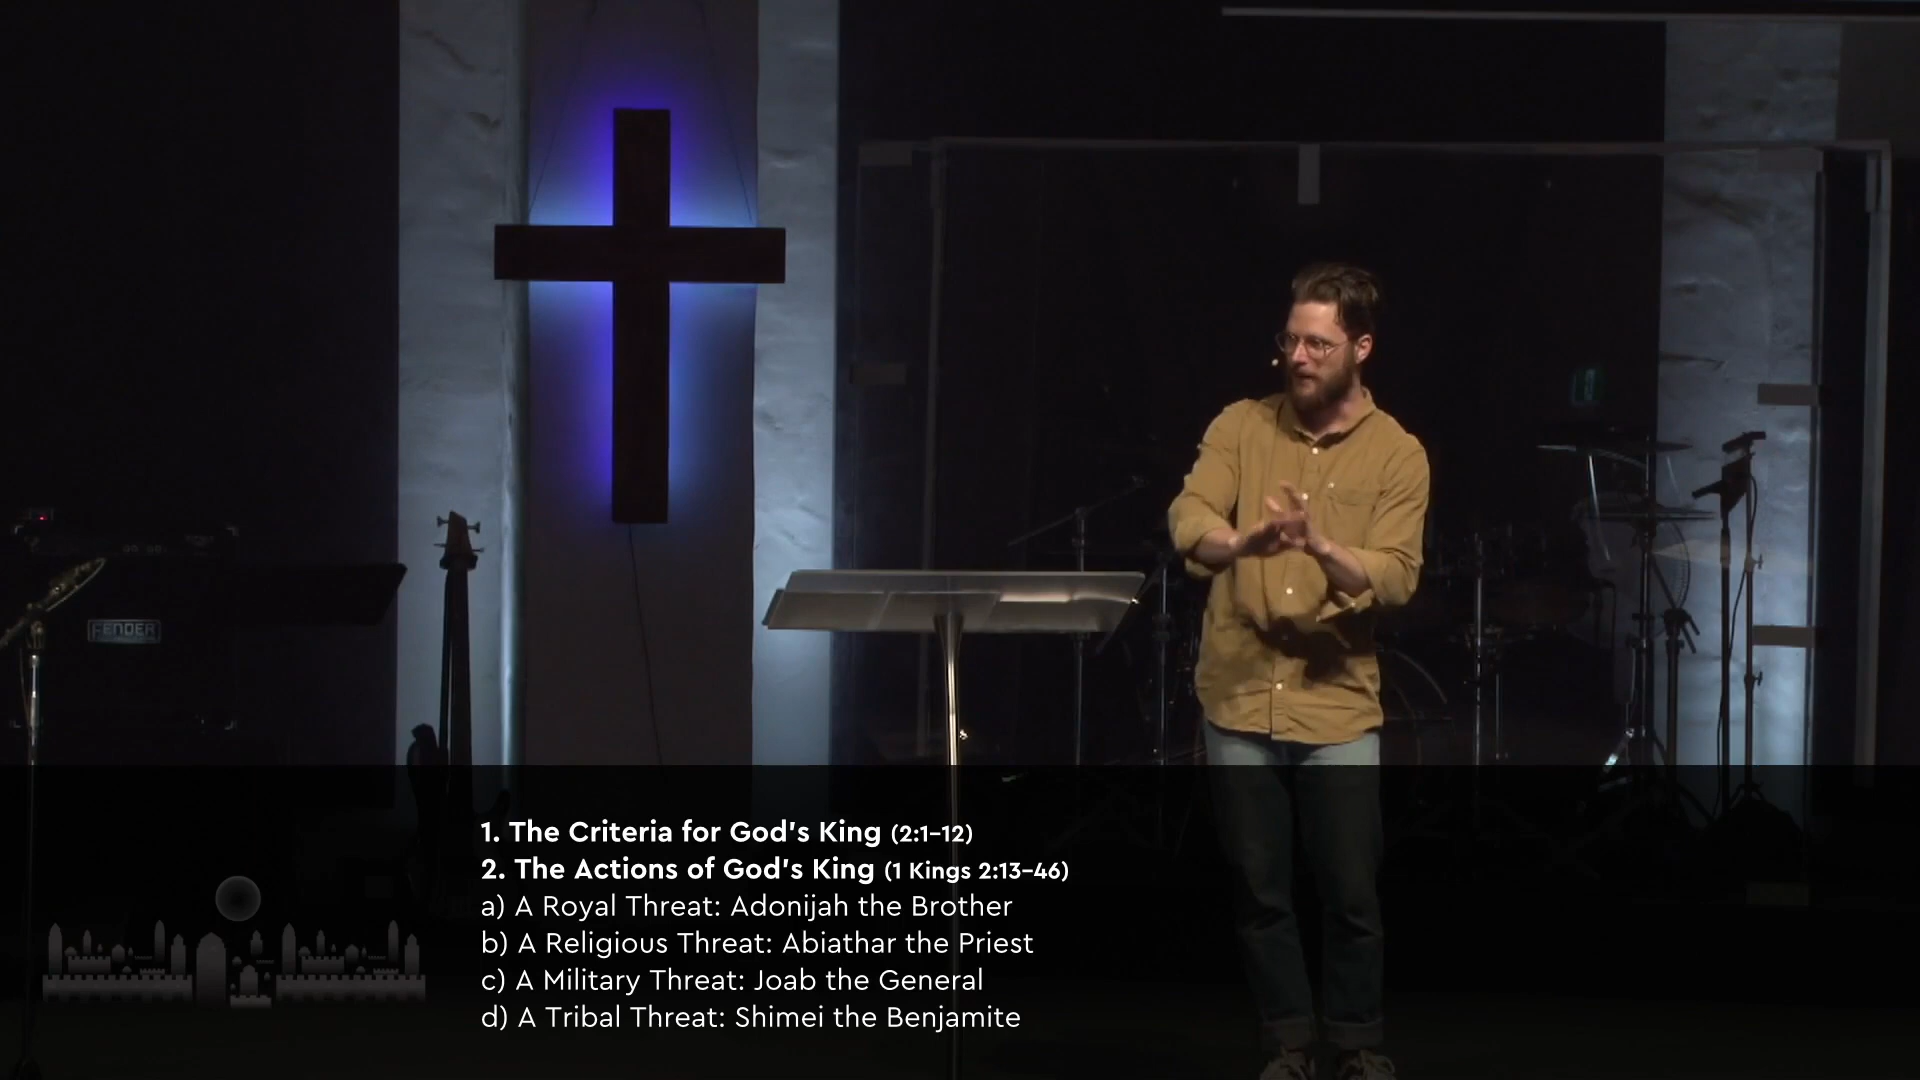 FENDER
1. The Criteria for God's King (2:1–12)
2. The Actions of God's King (1 Kings 2:13–46)
a) A Royal Threat: Adonijah the Brother
b) A Religious Threat: Abiathar the Priest
c) A Military Threat: Joab the General
d) A Tribal Threat: Shimei the Benjamite